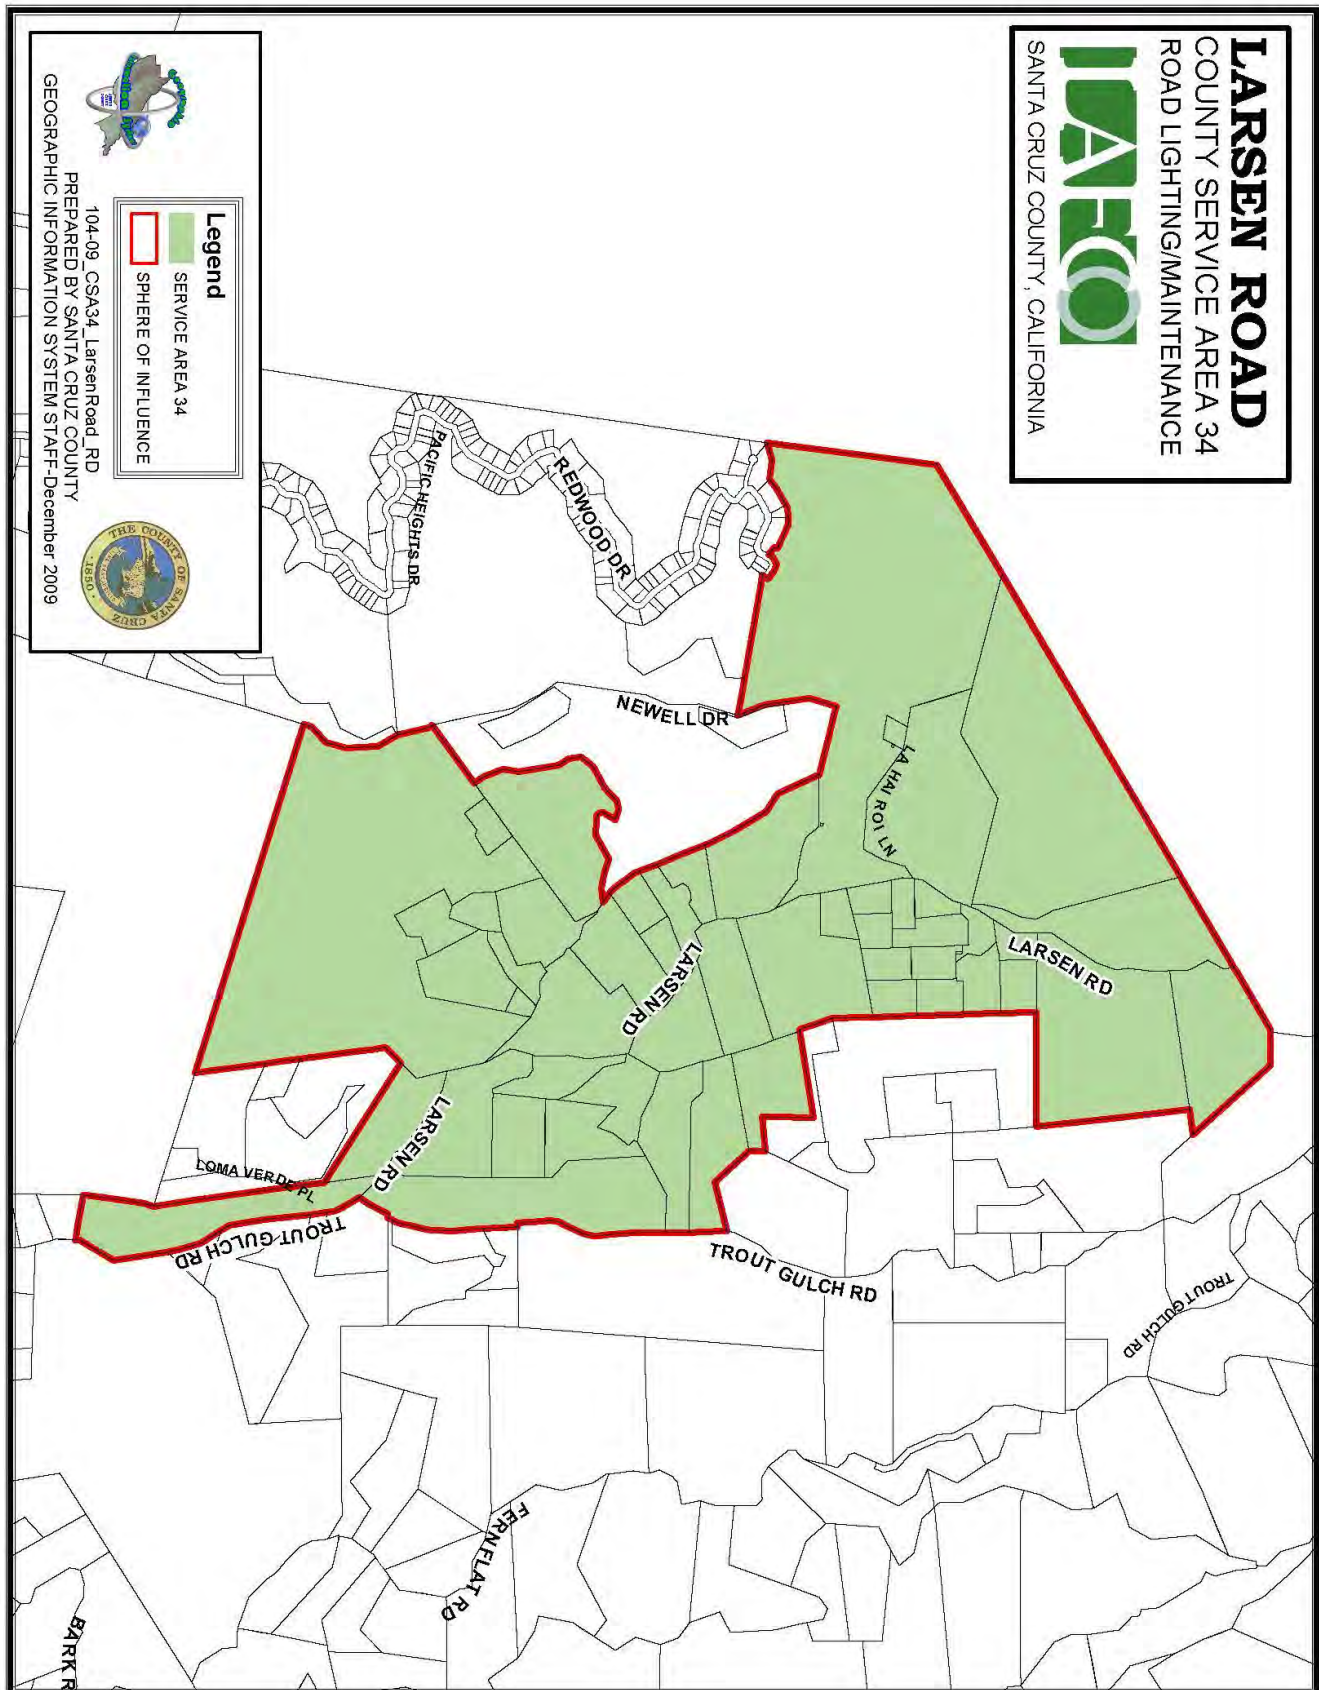 LARSEN ROAD
COUNTY SERVICE AREA 34
ROAD LIGHTING/MAINTENANCE
LAFCO
SANTA CRUZ COUNTY, CALIFORNIA
LARSEN RD
LA HAI ROI LN
TROUT GULCH RD
NEWELL DR
LARSEN RD
TROUT GULCH RD
REDWOOD DR
PACIFIC HEIGHTS DR
LARSEN RD
LOMA VERDE PL
TROUT GULCH RD
FERN FLAT RD
BARK R
Legend
SERVICE AREA 34
SPHERE OF INFLUENCE
104-09_CSA34_LarsenRoad_RD
PREPARED BY SANTA CRUZ COUNTY
GEOGRAPHIC INFORMATION SYSTEM STAFF-December 2009
THE COUNTY OF SANTA CRUZ
1850